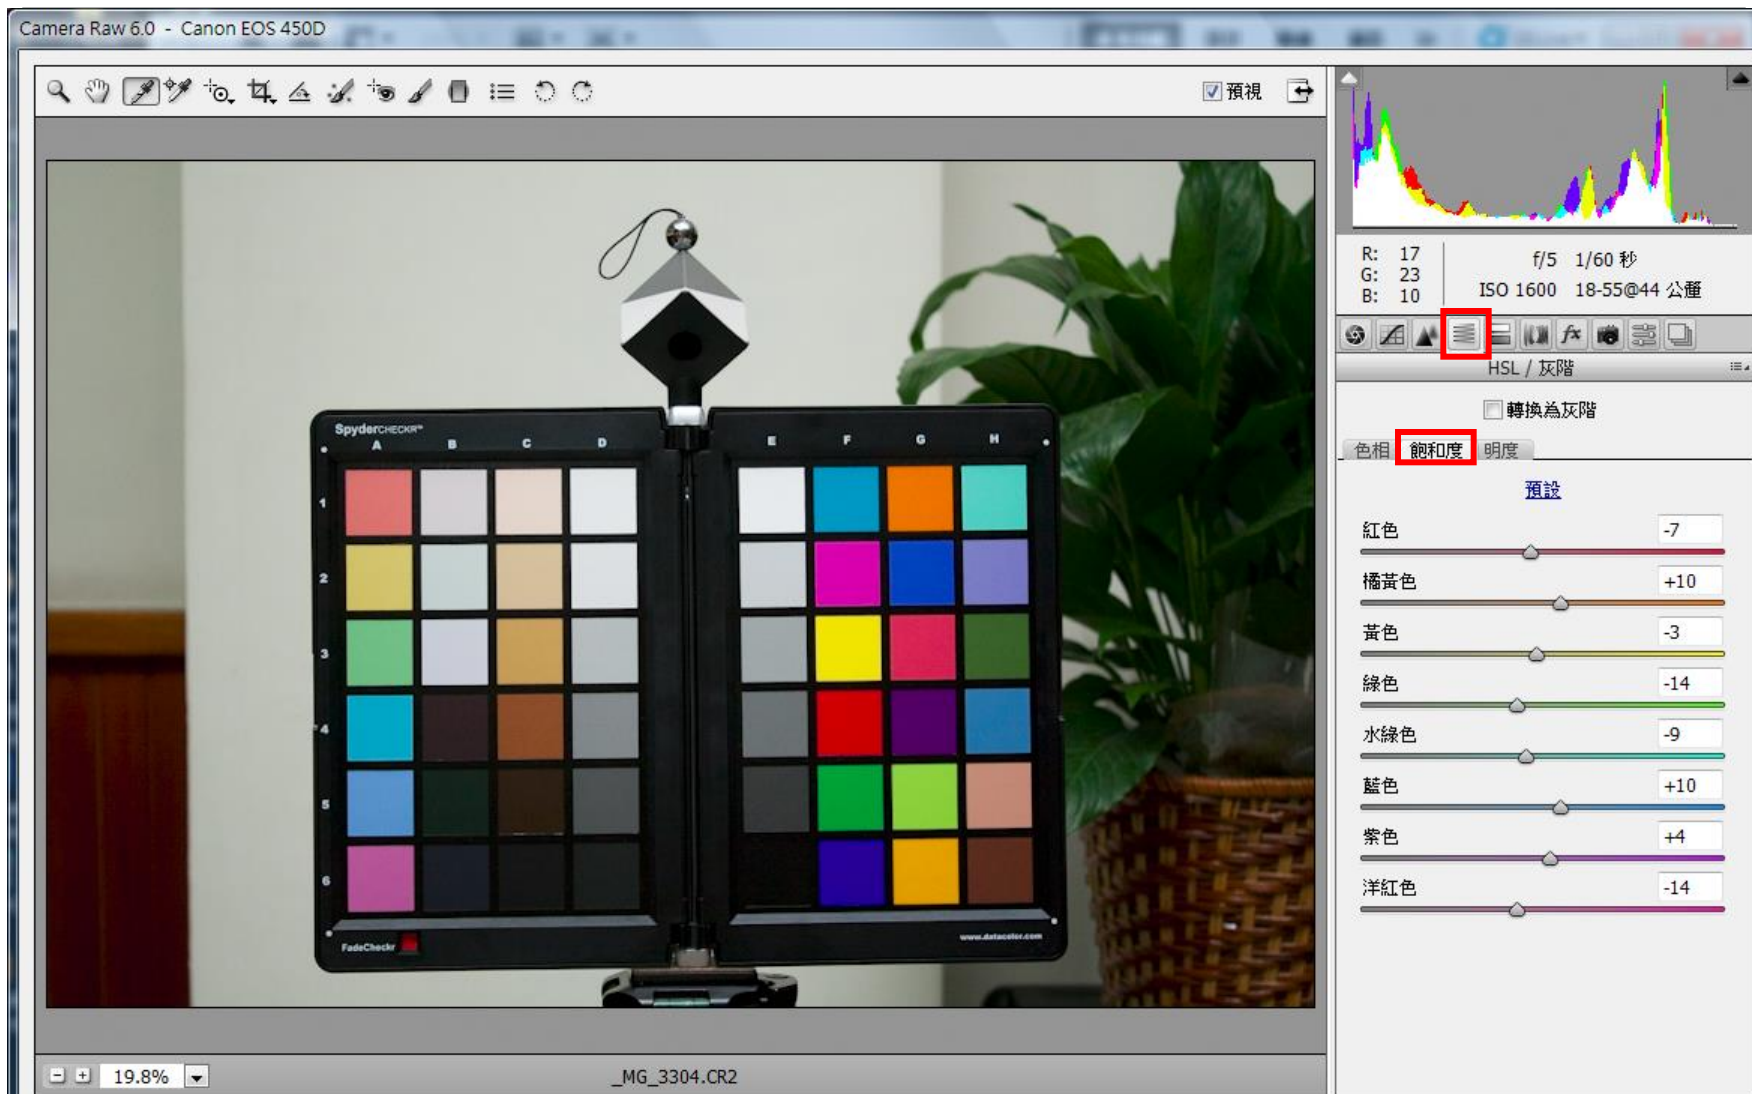 Camera Raw 6.0 - Canon EOS 450D
預視
R: 17
G: 23
B: 10
f/5 1/60 秒
ISO 1600 18-55@44 公釐
fx
HSL / 灰階
轉換為灰階
色相 飽和度 明度
預設
紅色 -7
橘黃色 +10
黃色 -3
綠色 -14
水綠色 -9
藍色 +10
紫色 +4
洋紅色 -14
SpyderCHECKR™
A B C D E F G H
1
2
3
4
5
6
FadeCheckr
www.datacolor.com
- + 19.8%
_MG_3304.CR2